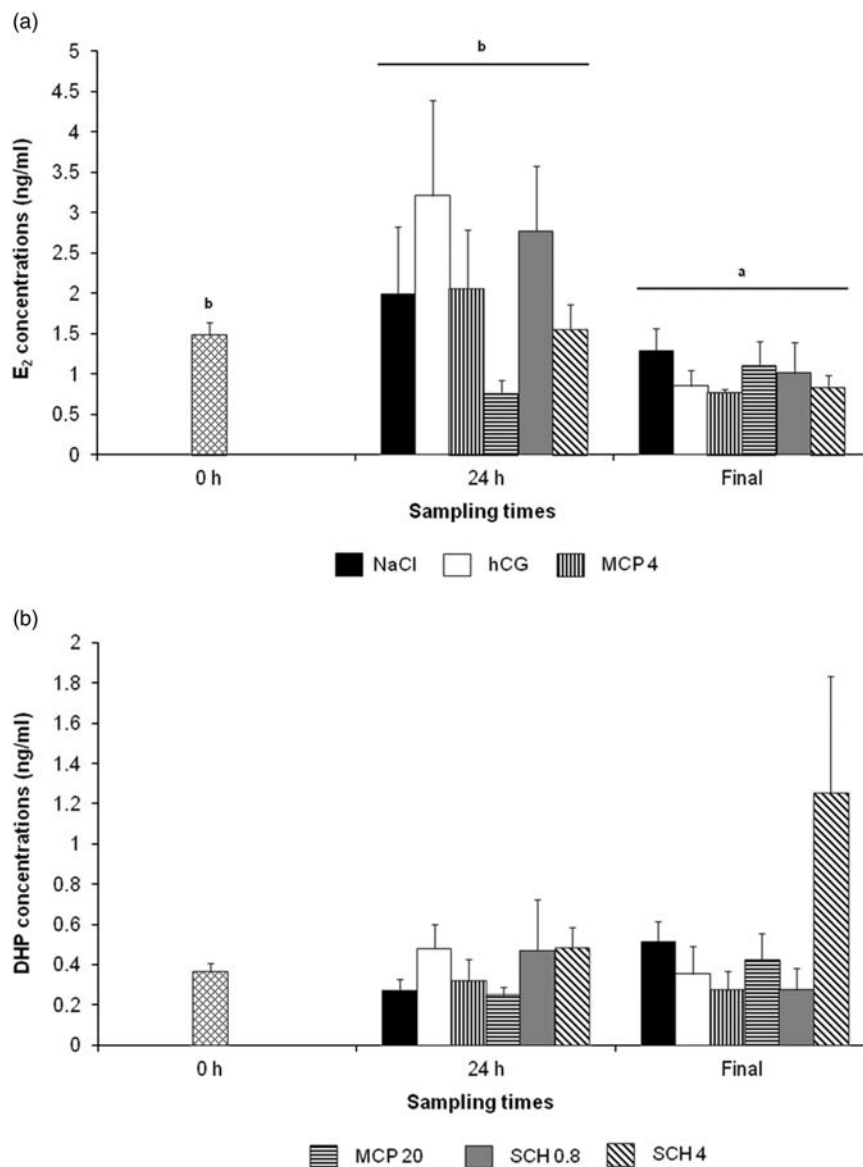 (a)
E2 concentrations (ng/ml)
5
4.5
4
3.5
3
2.5
2
1.5
1
0.5
0
b
b
a
0 h 24 h Final
Sampling times
NaCl hCG MCP 4
(b)
DHP concentrations (ng/ml)
2
1.8
1.6
1.4
1.2
1
0.8
0.6
0.4
0.2
0
0 h 24 h Final
Sampling times
MCP 20 SCH 0.8 SCH 4